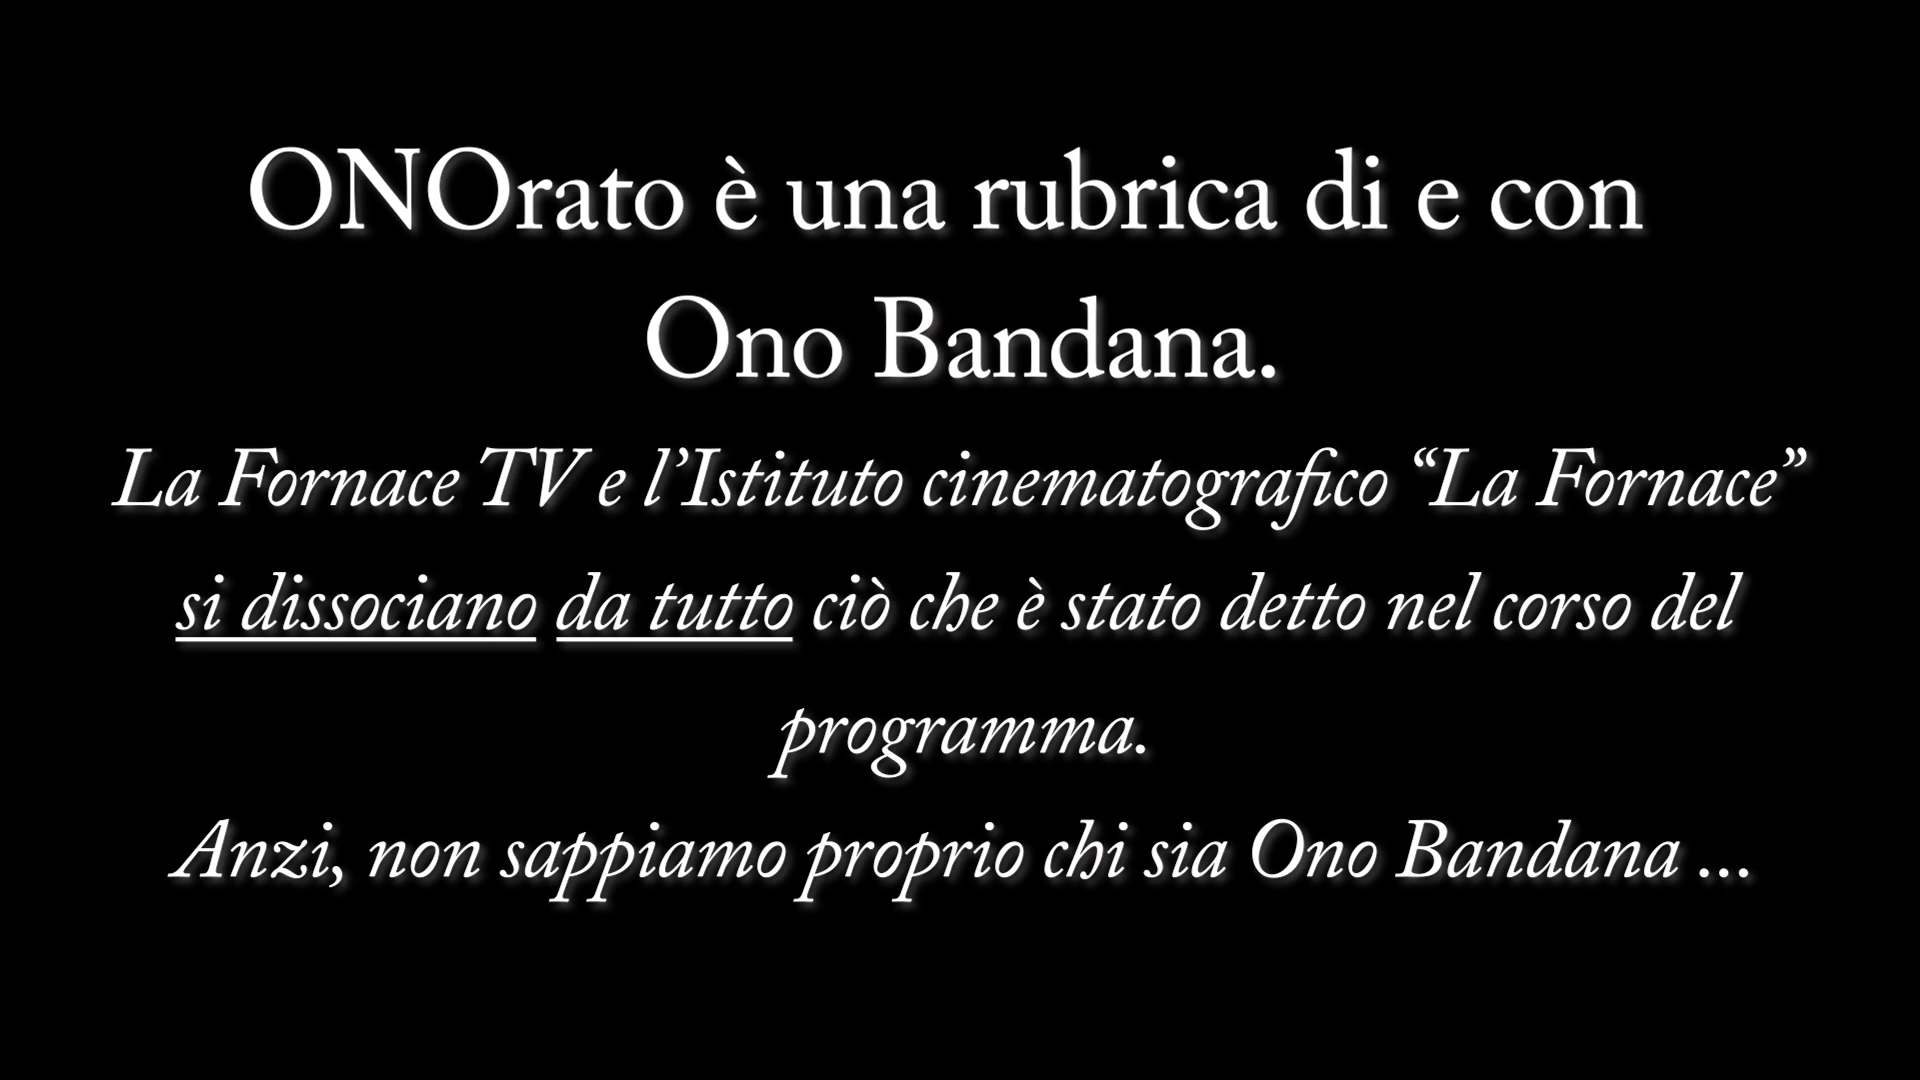 ONOrato è una rubrica di e con
Ono Bandana.
La Fornace TV e l’Istituto cinematografico “La Fornace”
si dissociano da tutto ciò che è stato detto nel corso del
programma.
Anzi, non sappiamo proprio chi sia Ono Bandana ...